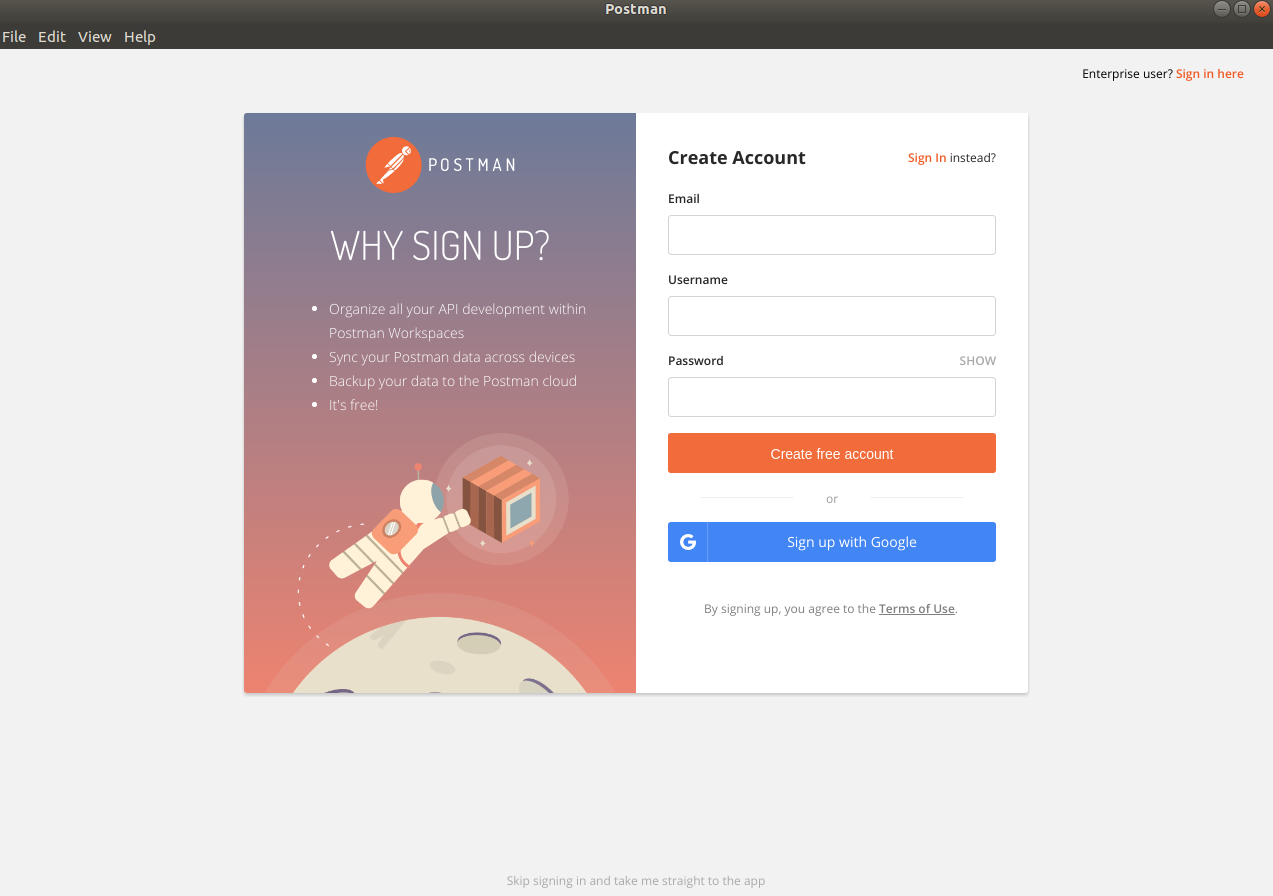 Postman
File Edit View Help
Enterprise user? Sign in here
POSTMAN
WHY SIGN UP?
Organize all your API development within
Postman Workspaces
Sync your Postman data across devices
Backup your data to the Postman cloud
It's free!
Create Account
Sign In instead?
Email
Username
Password
SHOW
Create free account
or
G
Sign up with Google
By signing up, you agree to the Terms of Use.
Skip signing in and take me straight to the app